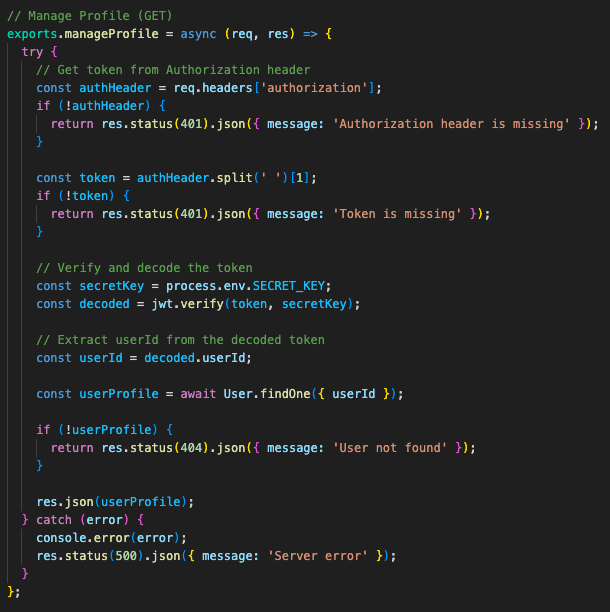 // Manage Profile (GET)
exports.manageProfile = async (req, res) => {
  try {
    // Get token from Authorization header
    const authHeader = req.headers['authorization'];
    if (!authHeader) {
      return res.status(401).json({ message: 'Authorization header is missing' });
    }

    const token = authHeader.split(' ')[1];
    if (!token) {
      return res.status(401).json({ message: 'Token is missing' });
    }

    // Verify and decode the token
    const secretKey = process.env.SECRET_KEY;
    const decoded = jwt.verify(token, secretKey);

    // Extract userId from the decoded token
    const userId = decoded.userId;

    const userProfile = await User.findOne({ userId });

    if (!userProfile) {
      return res.status(404).json({ message: 'User not found' });
    }

    res.json(userProfile);
  } catch (error) {
    console.error(error);
    res.status(500).json({ message: 'Server error' });
  }
};